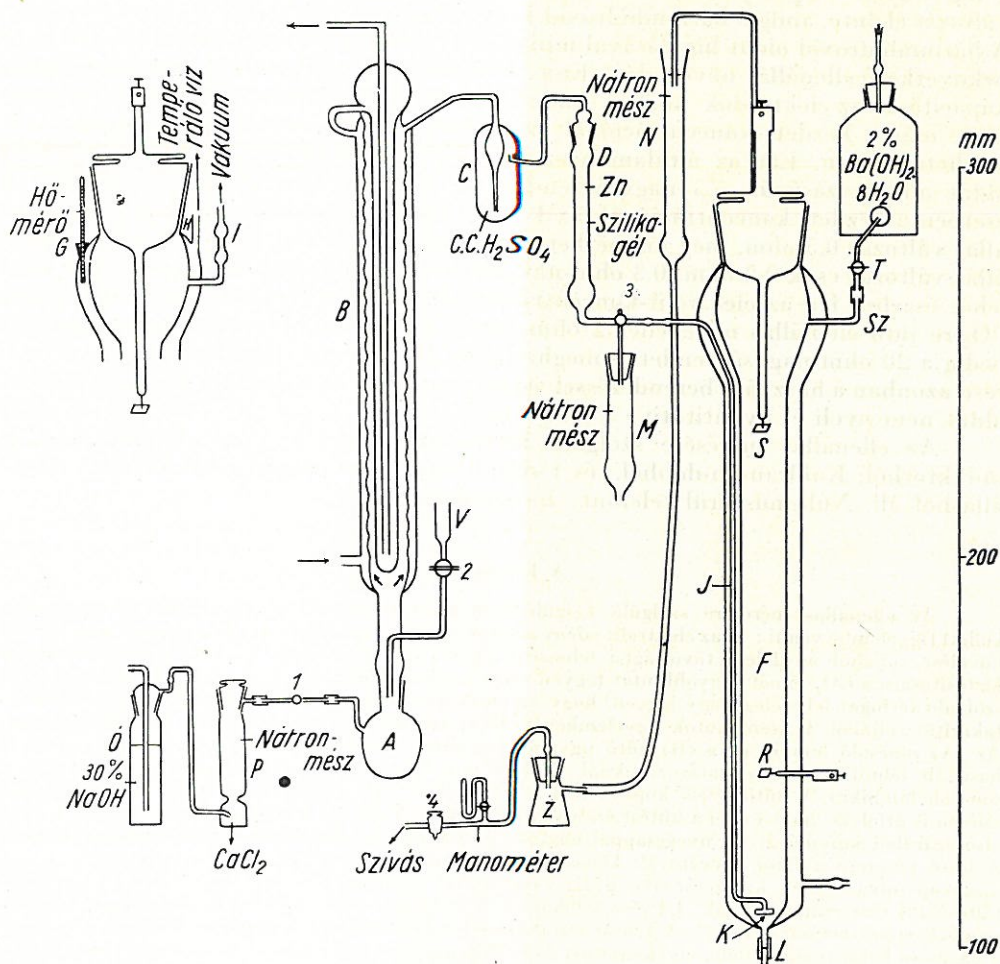 Hő-
mérő
G
H
Tempe-
ráló víz
Vákuum
I
B
C
C.C.H₂SO₄
Nátron
mész
N
D
Zn
Szilika-
gél
3
2%
Ba(OH)₂·
8H₂O
T
SZ
mm
300
200
100
S
Nátron
mész
M
V
2
J
F
R
K
L
1
Ó
30%
NaOH
Nátron-
mész
P
CaCl₂
A
4
Szívás
Manométer
Z